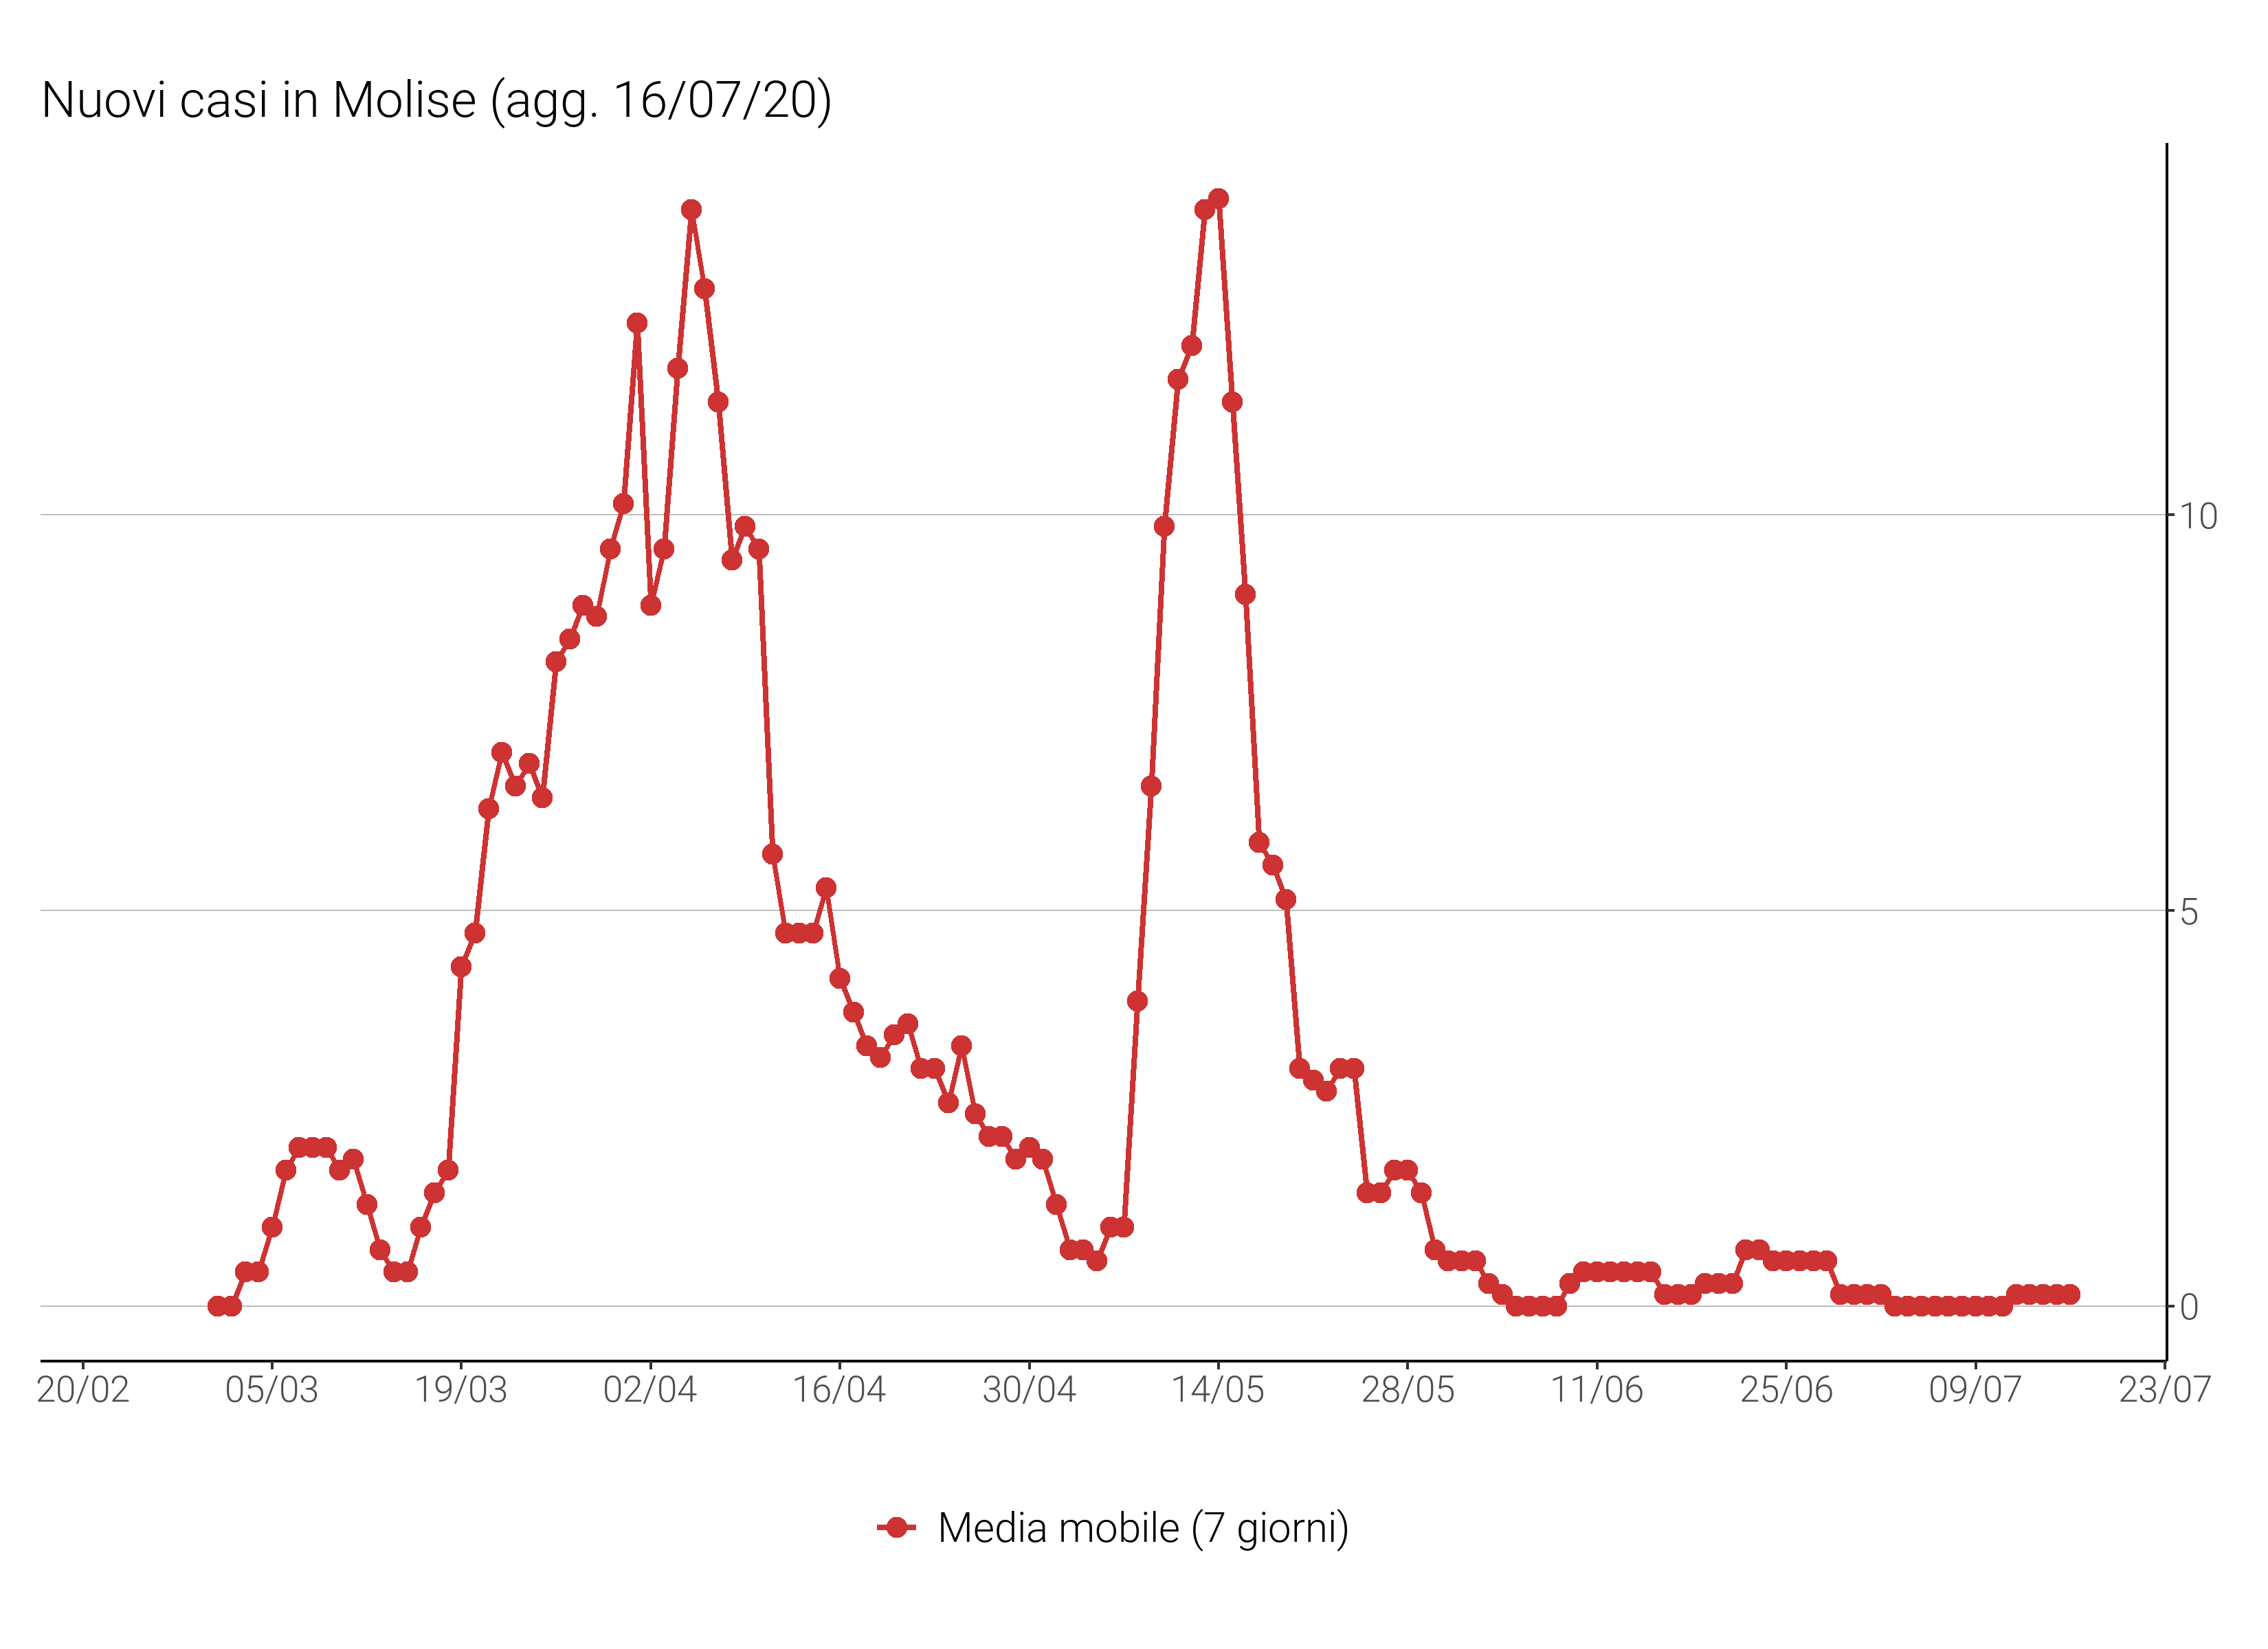 Nuovi casi in Molise (agg. 16/07/20)
10
5
0
20/02 05/03 19/03 02/04 16/04 30/04 14/05 28/05 11/06 25/06 09/07 23/07
Media mobile (7 giorni)